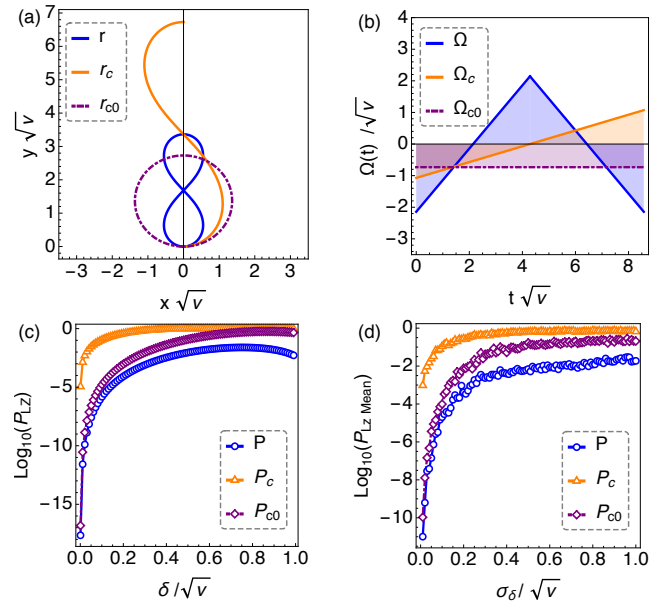 (a)
7
6
5
4
3
2
1
0
y √v
r
r_c
r_c0
-3 -2 -1 0 1 2 3
x √v
(b)
3
2
1
0
-1
-2
-3
Ω(t) /√v
Ω
Ω_c
Ω_c0
0 2 4 6 8
t √v
(c)
0
-5
-10
-15
Log₁₀(P_LZ)
P
P_c
P_c0
0.0 0.2 0.4 0.6 0.8 1.0
δ /√v
(d)
0
-2
-4
-6
-8
-10
Log₁₀(P_Lz Mean)
P
P_c
P_c0
0.0 0.2 0.4 0.6 0.8 1.0
σ_δ / √v